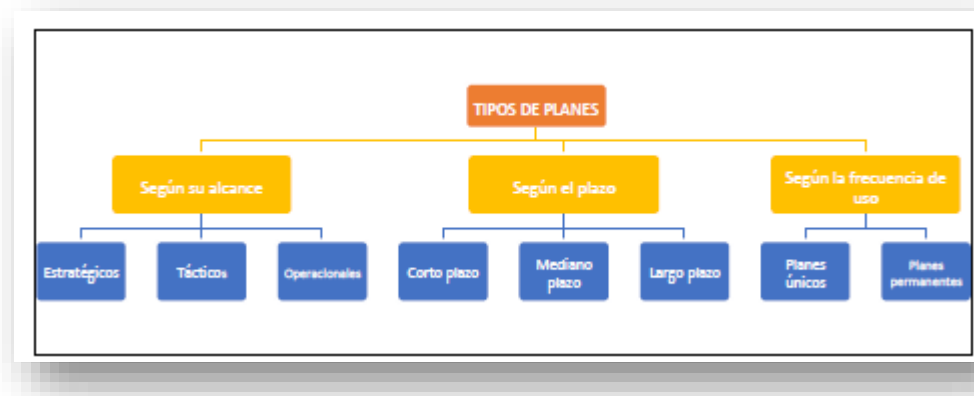 TIPOS DE PLANES
Según su alcance
Según el plazo
Según la frecuencia de
uso
Estratégicos
Tácticos
Operacionales
Corto plazo
Mediano
plazo
Largo plazo
Planes
únicos
Planes
permanentes